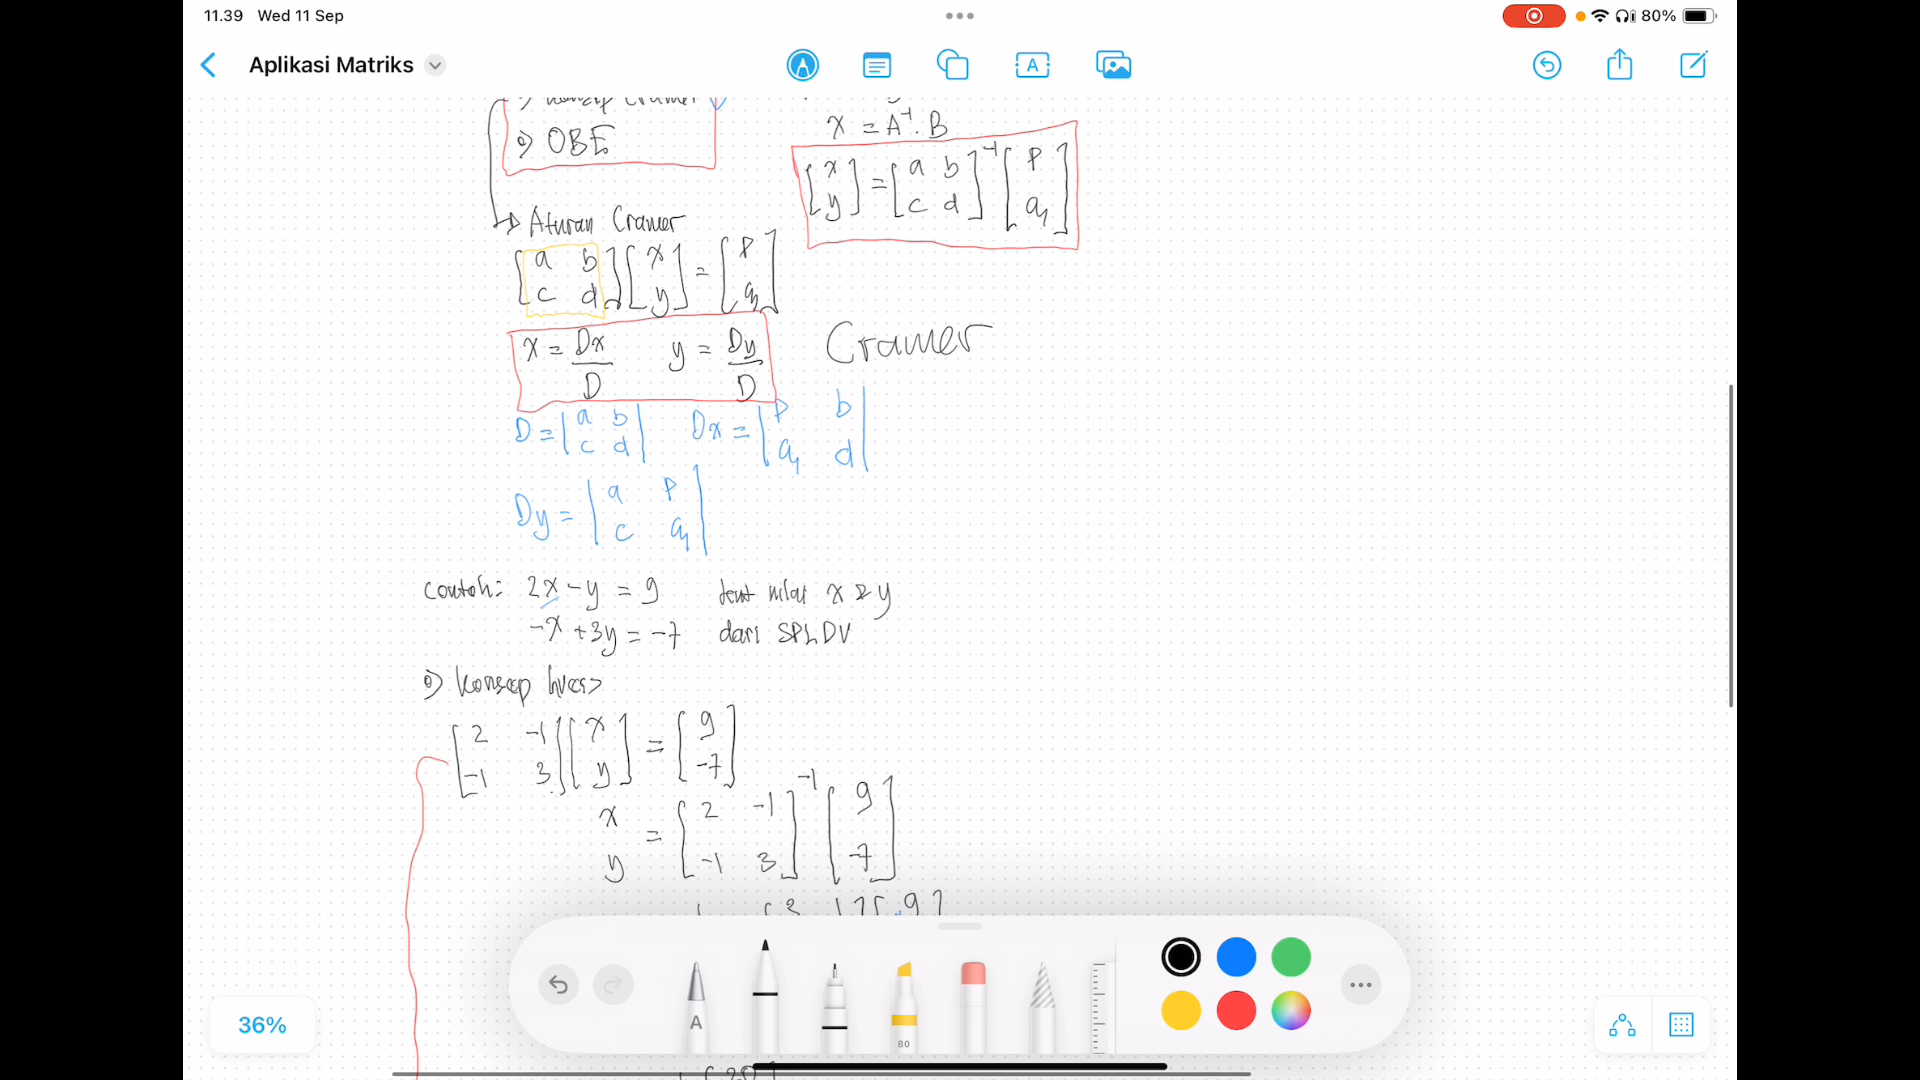 11.39 Wed 11 Sep
80%
Aplikasi Matriks
•) OBE
x = A⁻¹. B
[x y] = [a b c d]⁻¹ [p q]
Aturan Cramer
[a b c d] [x y] = [p q]
x = Dx/D y = Dy/D
Cramer
D = |a b c d| Dx = |p b q d|
Dy = |a p c q|
contoh: 2x - y = 9 tent nilai x & y
-x + 3y = -7 dari SPLDV
•) Konsep Invers
[2 -1 -1 3] [x y] = [9 -7]
x y = [2 -1 -1 3]⁻¹ [9 -7]
A
80
36%